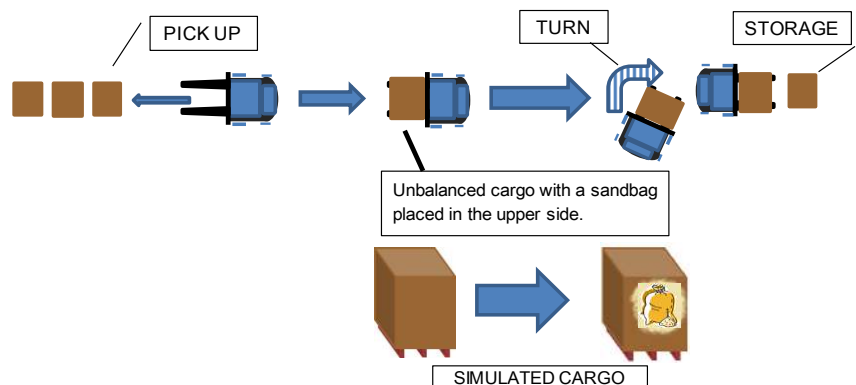 PICK UP
TURN
STORAGE
Unbalanced cargo with a sandbag
placed in the upper side.
SIMULATED CARGO